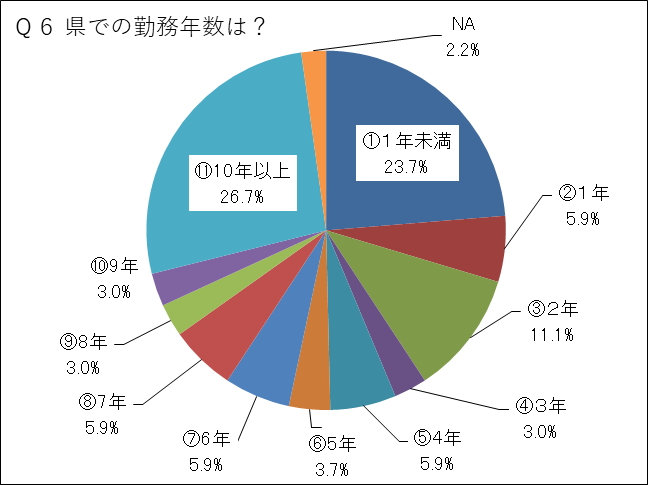 Ｑ６ 県での勤務年数は？
NA
2.2%
①１年未満
23.7%
②１年
5.9%
③２年
11.1%
④３年
3.0%
⑤4年
5.9%
⑥5年
3.7%
⑦6年
5.9%
⑧7年
5.9%
⑨8年
3.0%
⑩9年
3.0%
⑪10年以上
26.7%